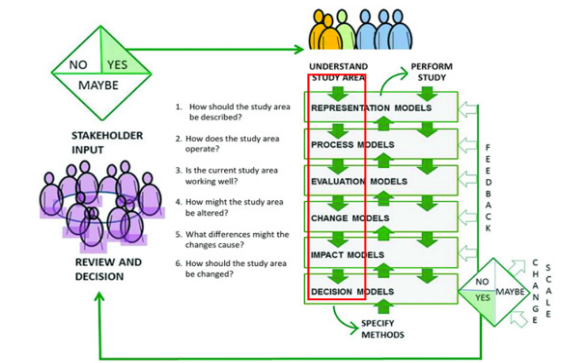 NO
YES
MAYBE
STAKEHOLDER
INPUT
REVIEW AND
DECISION
1. How should the study area
be described?
2. How does the study area
operate?
3. Is the current study area
working well?
4. How might the study area
be altered?
5. What differences might the
changes cause?
6. How should the study area
be changed?
UNDERSTAND
STUDY AREA
PERFORM
STUDY
REPRESENTATION MODELS
PROCESS MODELS
EVALUATION MODELS
CHANGE MODELS
IMPACT MODELS
DECISION MODELS
SPECIFY
METHODS
FEEDBACK
NO
YES
MAYBE
CHANGE
SCALE